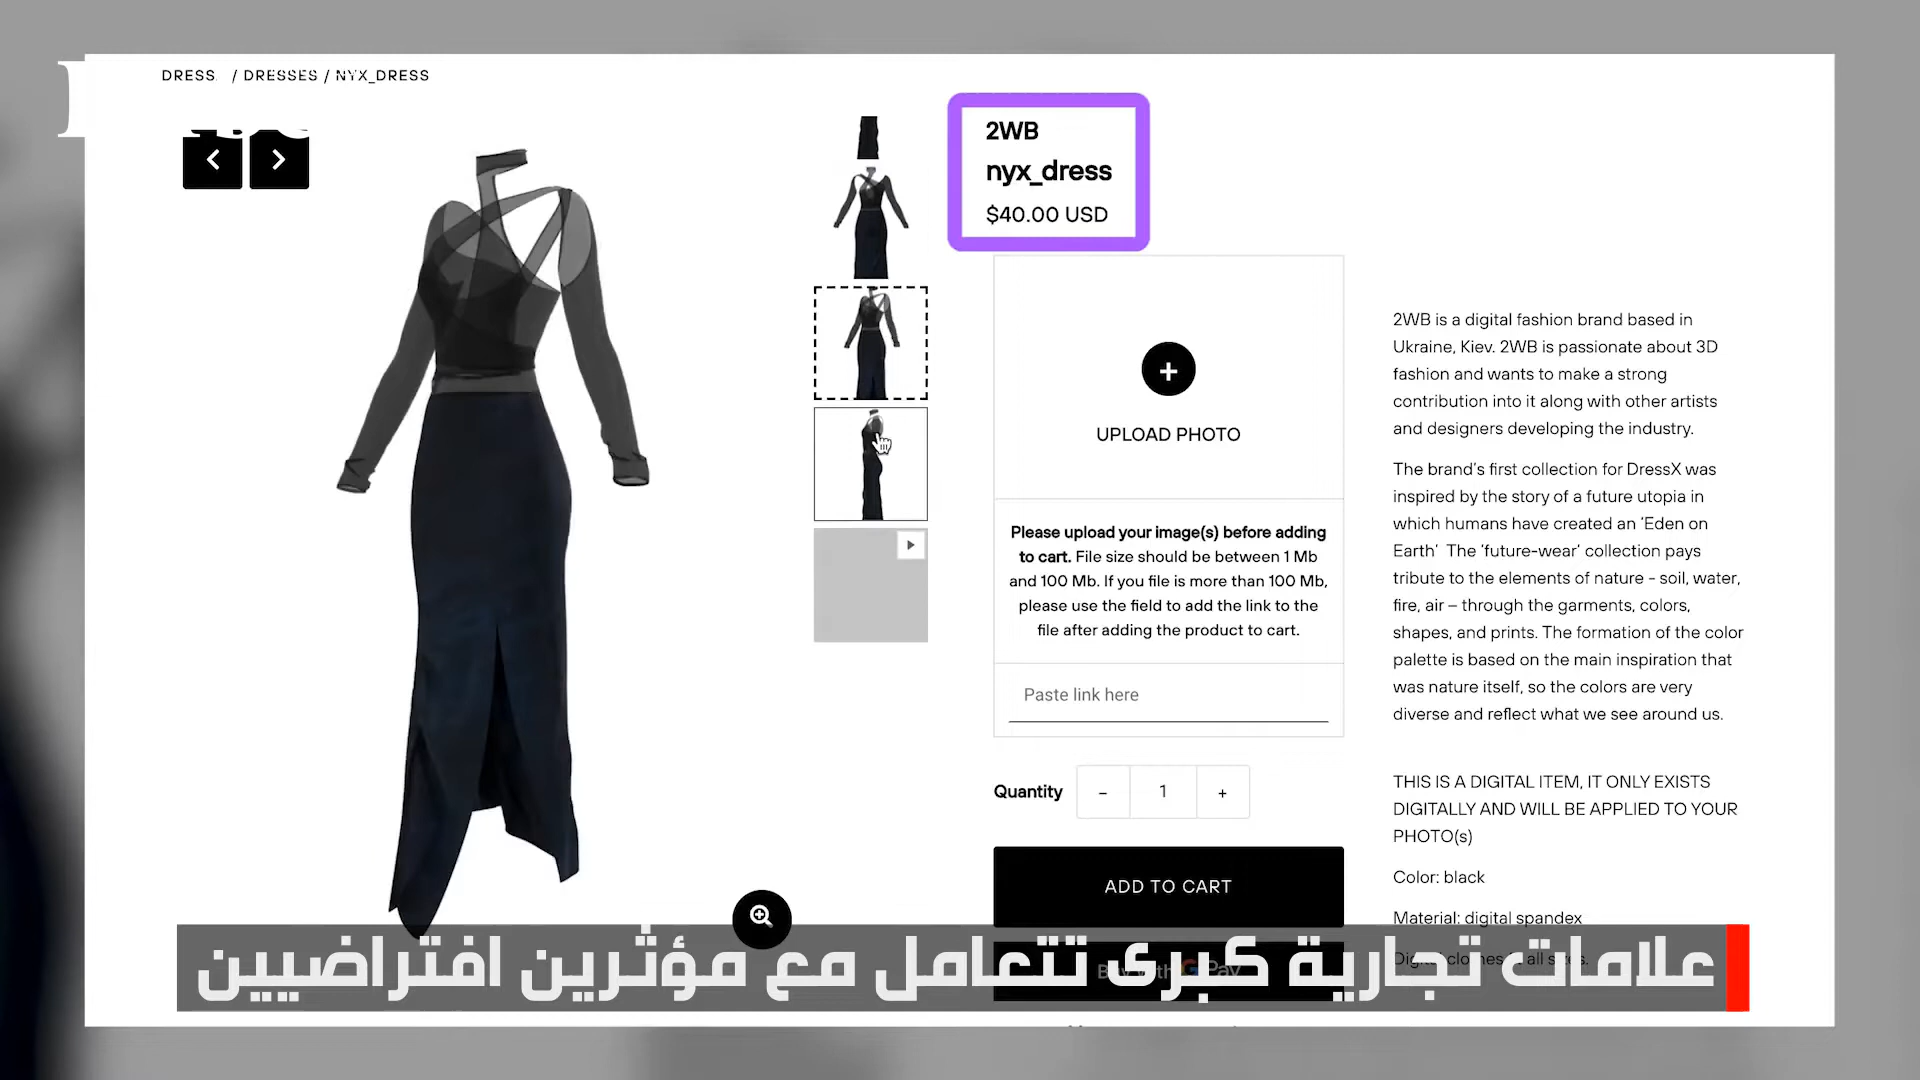 DRESS / DRESSES / NYX_DRESS
2WB
nyx_dress
$40.00 USD
+
UPLOAD PHOTO
Please upload your image(s) before adding
to cart. File size should be between 1 Mb
and 100 Mb. If you file is more than 100 Mb,
please use the field to add the link to the
file after adding the product to cart.
Paste link here
Quantity - 1 +
ADD TO CART
2WB is a digital fashion brand based in
Ukraine, Kiev. 2WB is passionate about 3D
fashion and wants to make a strong
contribution into it along with other artists
and designers developing the industry.
The brand's first collection for DressX was
inspired by the story of a future utopia in
which humans have created an 'Eden on
Earth' The 'future-wear' collection pays
tribute to the elements of nature - soil, water,
fire, air – through the garments, colors,
shapes, and prints. The formation of the color
palette is based on the main inspiration that
was nature itself, so the colors are very
diverse and reflect what we see around us.
THIS IS A DIGITAL ITEM, IT ONLY EXISTS
DIGITALLY AND WILL BE APPLIED TO YOUR
PHOTO(s)
Color: black
Material: digital spandex
علامات تجارية كبرى تتعامل مع مؤثرين افتراضيين